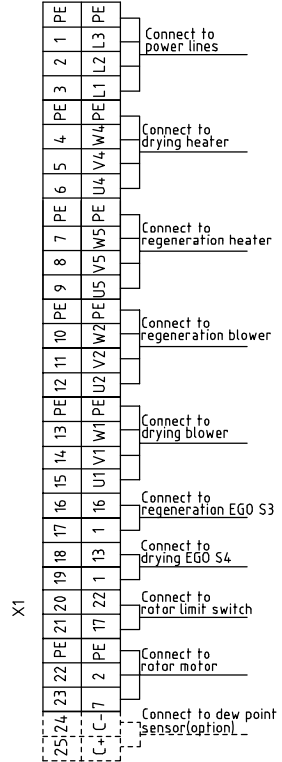 X1
PE PE
1 L3
2 L2
3 L1
Connect to
power lines
PE PE
4 W4
5 V4
6 U4
Connect to
drying heater
PE PE
7 W5
8 V5
9 U5
Connect to
regeneration heater
PE PE
10 W2
11 V2
12 U2
Connect to
regeneration blower
PE PE
13 W1
14 V1
15 U1
Connect to
drying blower
16 16
17 1
Connect to
regeneration EGO S3
18 13
19 1
Connect to
drying EGO S4
20 22
21 17
Connect to
rotor limit switch
PE PE
22 2
23 7
Connect to
rotor motor
24 C-
25 C+
Connect to dew point
sensor(option)